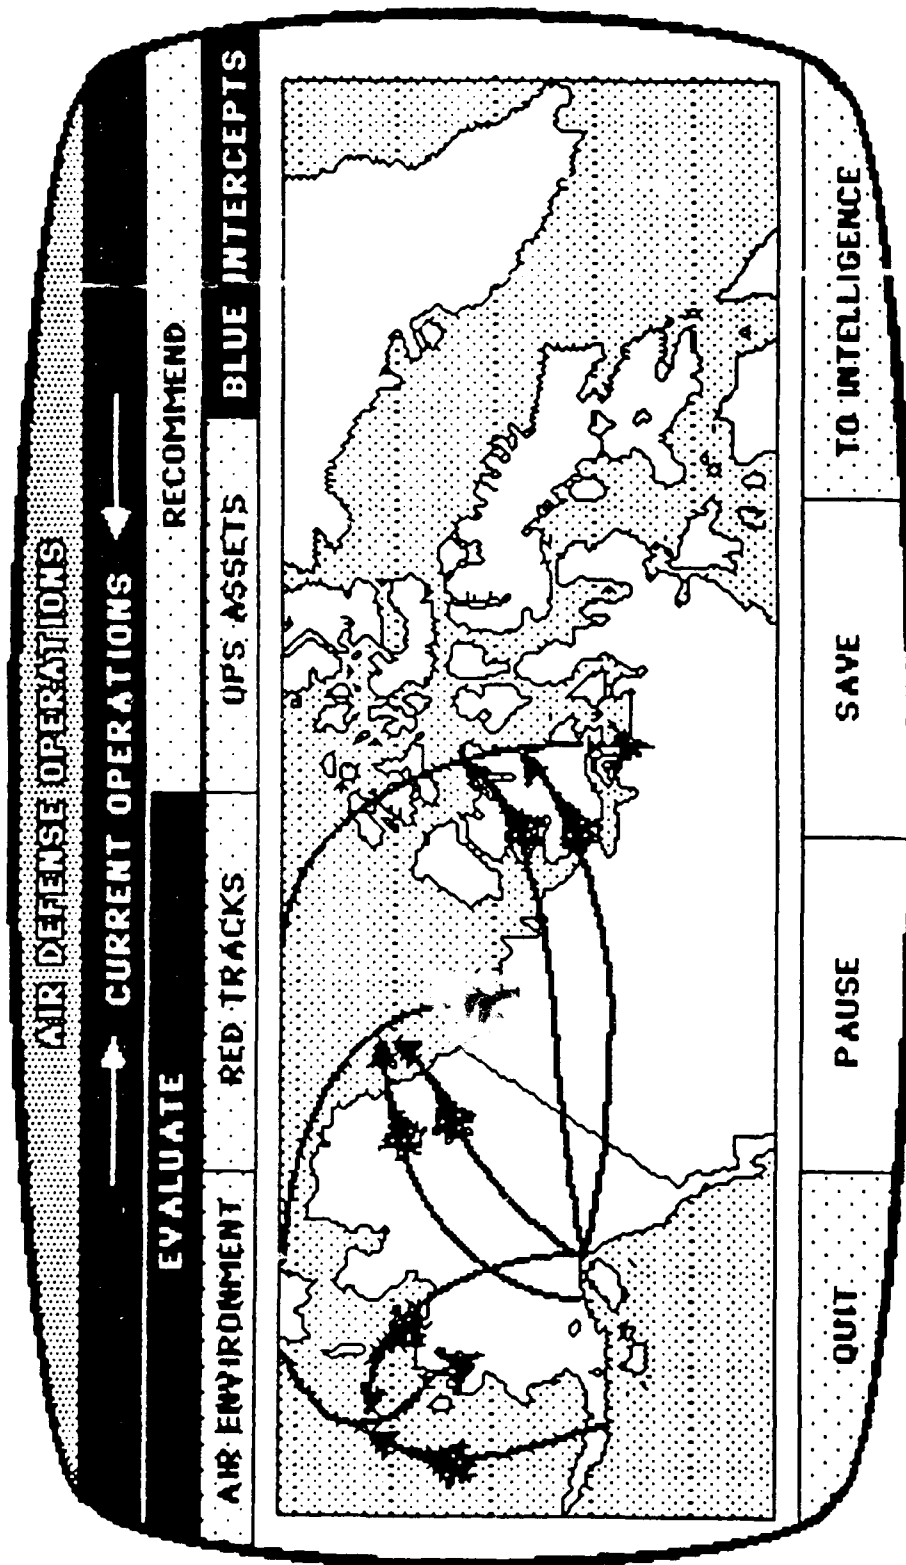 AIR DEFENSE OPERATIONS
CURRENT OPERATIONS
EVALUATE RECOMMEND
AIR ENVIRONMENT RED TRACKS OPS ASSETS BLUE INTERCEPTS
QUIT PAUSE SAVE TO INTELLIGENCE